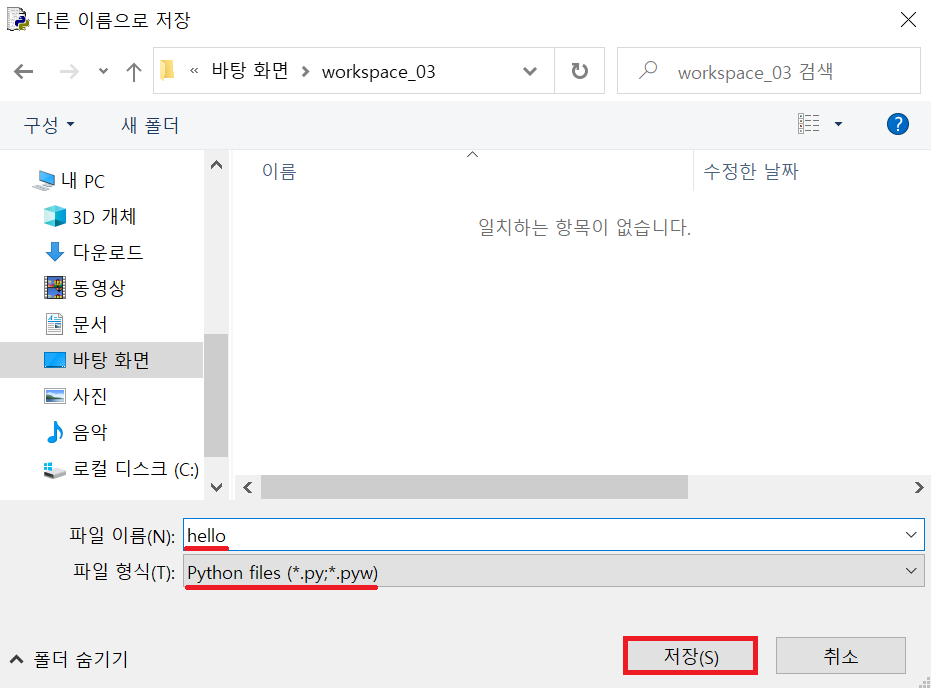 다른 이름으로 저장
« 바탕 화면 > workspace_03
workspace_03 검색
구성
새 폴더
?
이름
수정한 날짜
내 PC
3D 개체
다운로드
동영상
문서
바탕 화면
사진
음악
로컬 디스크 (C:)
일치하는 항목이 없습니다.
파일 이름(N): hello
파일 형식(T): Python files (*.py;*.pyw)
폴더 숨기기
저장(S)
취소